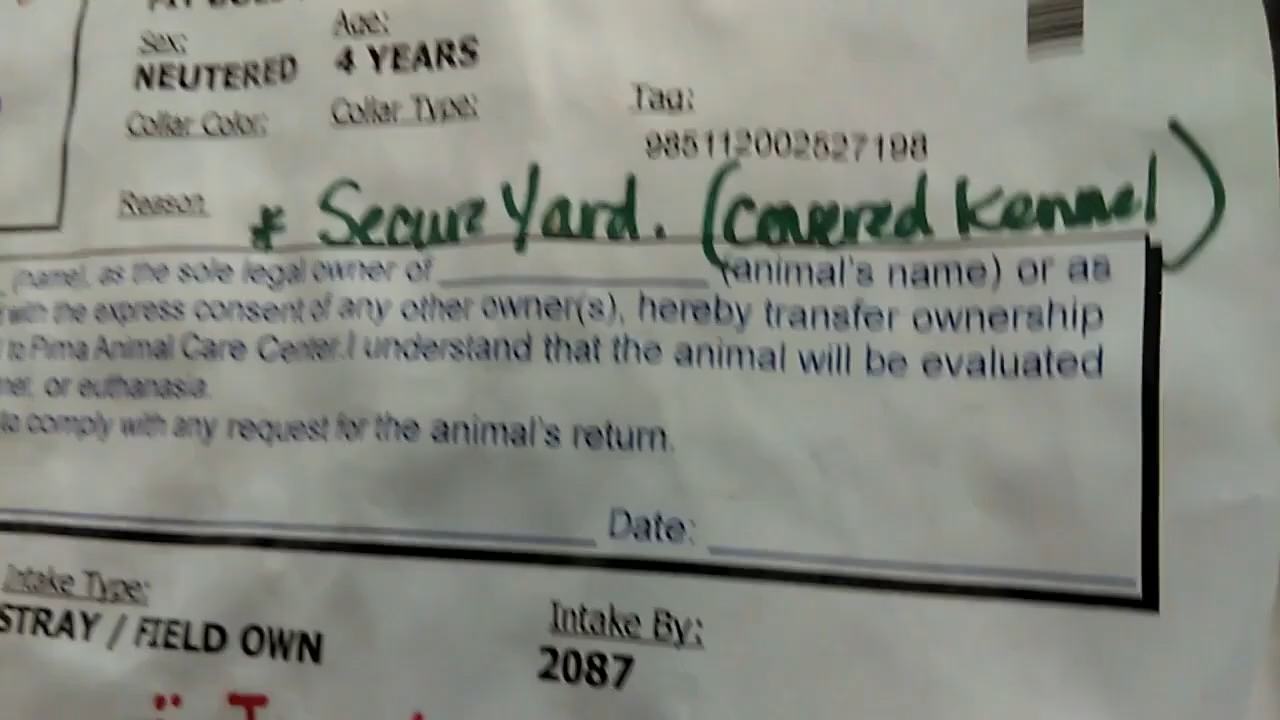 Sex: Age:
NEUTERED 4 YEARS
Collar Color: Collar Type: Tag:
985112002527198
Reason * Secure Yard. (covered kennel)
(name), as the sole legal owner of ____________ (animal's name) or as
with the express consent of any other owner(s), hereby transfer ownership
to Pima Animal Care Center. I understand that the animal will be evaluated
or euthanasia.
to comply with any request for the animal's return.
Date:
Intake Type: Intake By:
STRAY / FIELD OWN 2087